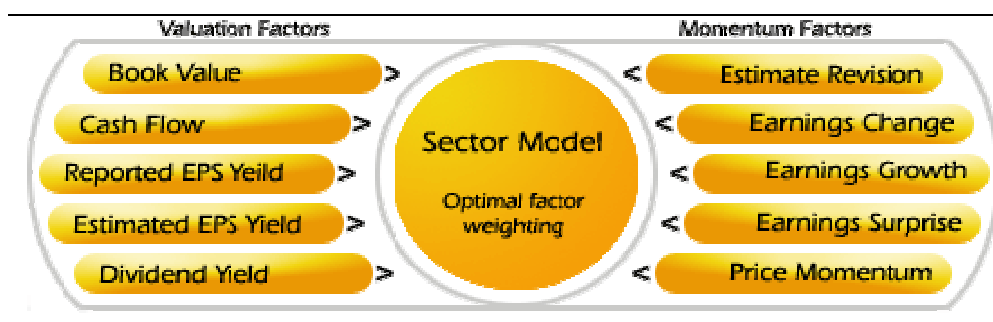 Valuation Factors
Momentum Factors
Book Value
>
<
Estimate Revision
Cash Flow
>
<
Earnings Change
Reported EPS Yeild
>
<
Earnings Growth
Estimated EPS Yield
>
<
Earnings Surprise
Dividend Yield
>
<
Price Momentum
Sector Model
Optimal factor
weighting